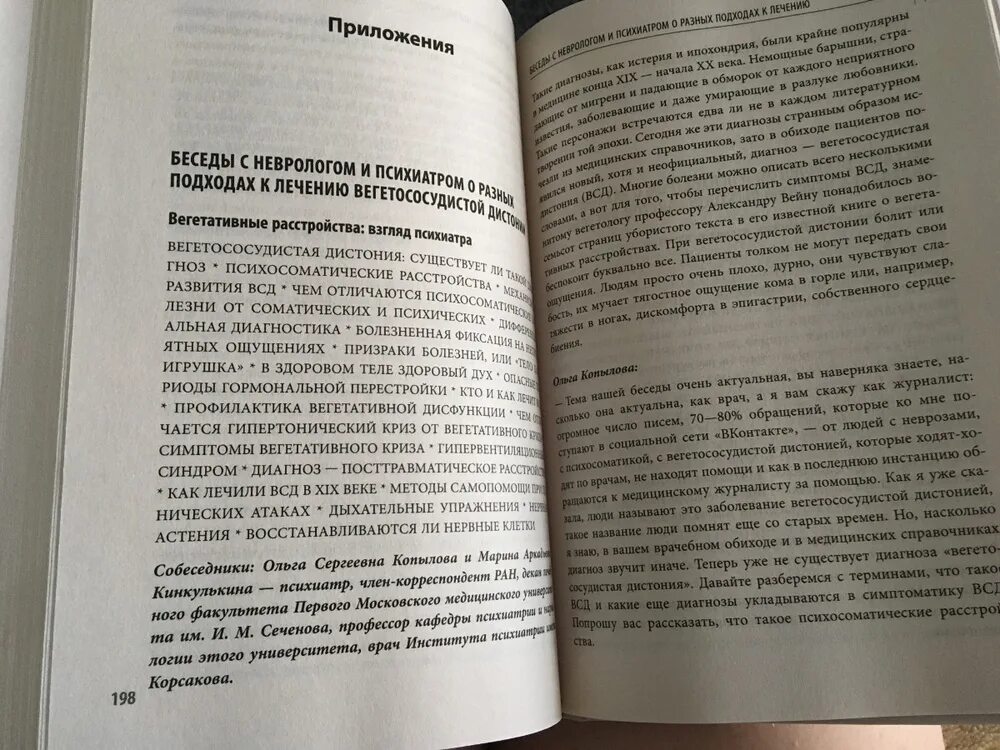 Приложения
БЕСЕДЫ С НЕВРОЛОГОМ И ПСИХИАТРОМ О РАЗНЫХ
ПОДХОДАХ К ЛЕЧЕНИЮ ВЕГЕТОСОСУДИСТОЙ ДИСТОНИИ
Вегетативные расстройства: взгляд психиатра
ВЕГЕТОСОСУДИСТАЯ ДИСТОНИЯ: СУЩЕСТВУЕТ ЛИ ТАКОЙ
ГНОЗ * ПСИХОСОМАТИЧЕСКИЕ РАССТРОЙСТВА *
РАЗВИТИЯ ВСД * ЧЕМ ОТЛИЧАЮТСЯ ПСИХОСОМАТИЧЕСКИЕ
ЛЕЗНИ ОТ СОМАТИЧЕСКИХ И ПСИХИЧЕСКИХ *
АЛЬНАЯ ДИАГНОСТИКА * БОЛЕЗНЕННАЯ ФИКСАЦИЯ НА
ЯТНЫХ ОЩУЩЕНИЯХ * ПРИЗРАКИ БОЛЕЗНЕЙ, ИЛИ «ТЕЛО
ИГРУШКА» * В ЗДОРОВОМ ТЕЛЕ ЗДОРОВЫЙ ДУХ * ОПАСНЫЕ
РИОДЫ ГОРМОНАЛЬНОЙ ПЕРЕСТРОЙКИ * КТО И КАК ЛЕЧИТ
* ПРОФИЛАКТИКА ВЕГЕТАТИВНОЙ ДИСФУНКЦИИ * ЧЕМ
ЧАЕТСЯ ГИПЕРТОНИЧЕСКИЙ КРИЗ ОТ ВЕГЕТАТИВНОГО
СИМПТОМЫ ВЕГЕТАТИВНОГО КРИЗА * ГИПЕРВЕНТИЛЯЦИОННЫЙ
СИНДРОМ * ДИАГНОЗ — ПОСТТРАВМАТИЧЕСКОЕ РАССТРОЙСТВО
* КАК ЛЕЧИЛИ ВСД В XIX ВЕКЕ * МЕТОДЫ САМОПОМОЩИ ПРИ
НИЧЕСКИХ АТАКАХ * ДЫХАТЕЛЬНЫЕ УПРАЖНЕНИЯ *
АСТЕНИЯ * ВОССТАНАВЛИВАЮТСЯ ЛИ НЕРВНЫЕ КЛЕТКИ
Собеседники: Ольга Сергеевна Копылова и Марина
Кинкулькина — психиатр, член-корреспондент РАН, декан
ного факультета Первого Московского медицинского
та им. И. М. Сеченова, профессор кафедры психиатрии и
логии этого университета, врач Института психиатрии
Корсакова.
198
БЕСЕДЫ С НЕВРОЛОГОМ И ПСИХИАТРОМ О РАЗНЫХ ПОДХОДАХ К ЛЕЧЕНИЮ
Такие диагнозы, как истерия и ипохондрия, были крайне популярны
в медицине конца XIX — начала XX века. Немощные барышни, стра-
дающие от мигрени и падающие в обморок от каждого неприятного
известия, заболевающие и даже умирающие в разлуке любовники.
Такие персонажи встречаются едва ли не в каждом литературном
творении той эпохи. Сегодня же эти диагнозы странным образом ис-
чезли из медицинских справочников, зато в обиходе пациентов по-
явился новый, хотя и неофициальный, диагноз — вегетососудистая
дистония (ВСД). Многие болезни можно описать всего несколькими
словами, а вот для того, чтобы перечислить симптомы ВСД, знаме-
нитому вегетологу профессору Александру Вейну понадобилось во-
семьсот страниц убористого текста в его известной книге о вегета-
тивных расстройствах. При вегетососудистой дистонии болит или
беспокоит буквально все. Пациенты толком не могут передать свои
ощущения. Людям просто очень плохо, дурно, они чувствуют сла-
бость, их мучает тягостное ощущение кома в горле или, например,
тяжести в ногах, дискомфорта в эпигастрии, собственного сердце-
биения.
Ольга Копылова:
— Тема нашей беседы очень актуальная, вы наверняка знаете, на-
сколько она актуальна, как врач, а я вам скажу как журналист:
огромное число писем, 70—80% обращений, которые ко мне по-
ступают в социальной сети «ВКонтакте», — от людей с неврозами,
с психосоматикой, с вегетососудистой дистонией, которые ходят-хо-
дят по врачам, не находят помощи и как в последнюю инстанцию об-
ращаются к медицинскому журналисту за помощью. Как я уже ска-
зала, люди называют это заболевание вегетососудистой дистонией,
такое название люди помнят еще со старых времен. Но, насколько
я знаю, в вашем врачебном обиходе и в медицинских справочниках
диагноз звучит иначе. Теперь уже не существует диагноза «вегето-
сосудистая дистония». Давайте разберемся с терминами, что такое
ВСД и какие еще диагнозы укладываются в симптоматику ВСД.
Попрошу вас рассказать, что такое психосоматические расстрой-
ства.